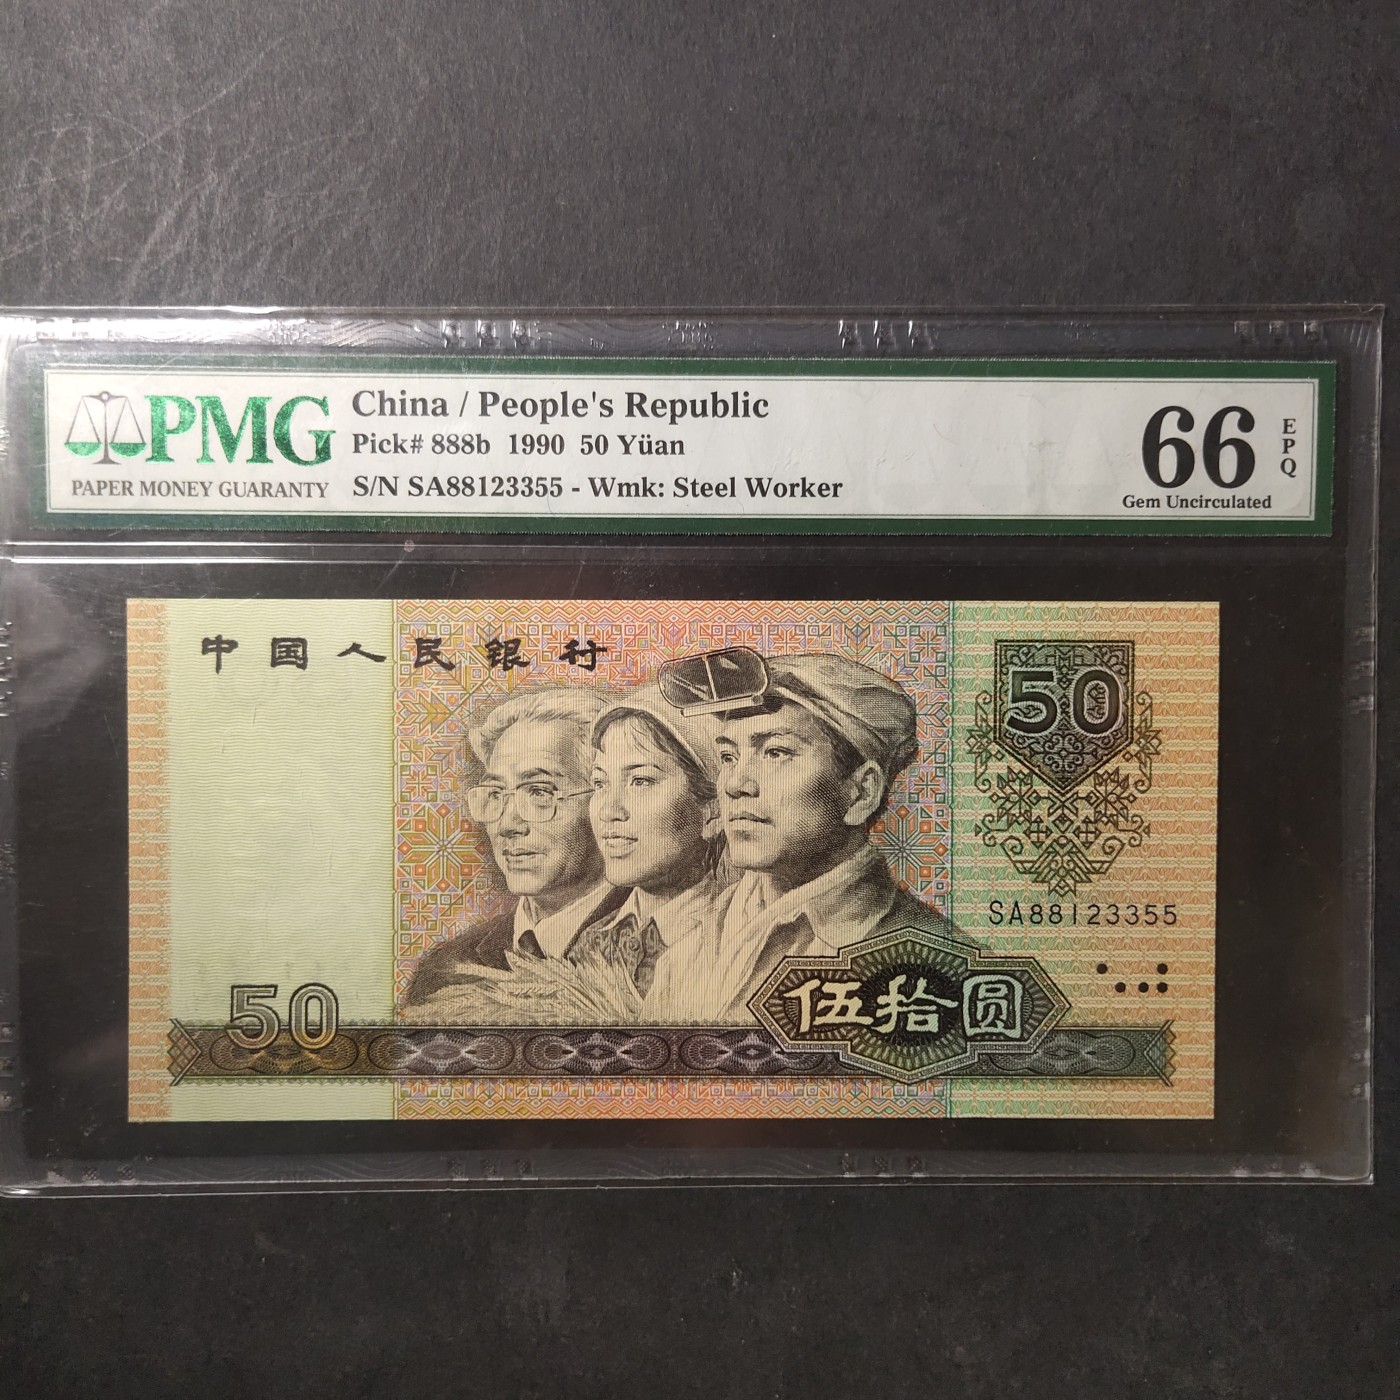 PMG
PAPER MONEY GUARANTY
China / People's Republic
Pick# 888b 1990 50 Yüan
S/N SA88123355 - Wmk: Steel Worker
66
EPQ
Gem Uncirculated
中国人民银行
50
SA88123355
50
伍拾圆